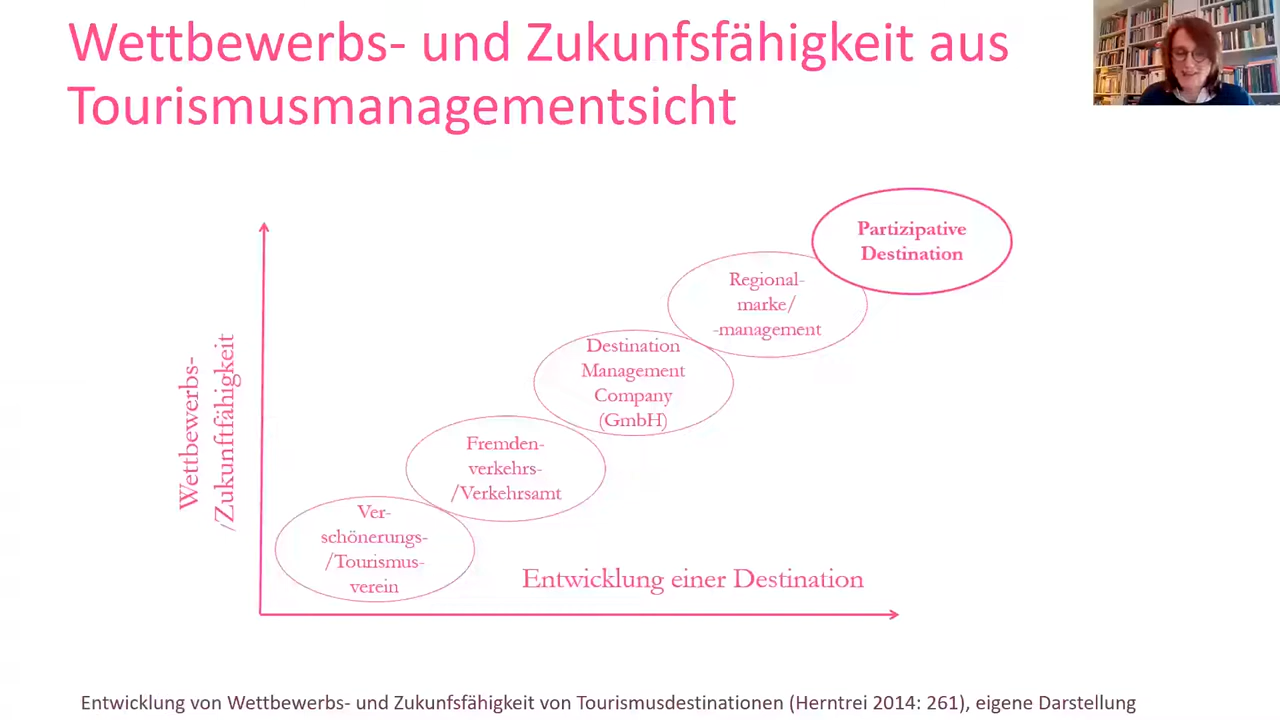 Wettbewerbs- und Zukunfsfähigkeit aus
Tourismusmanagementsicht
Partizipative
Destination
Regional-
marke/
-management
Destination
Management
Company
(GmbH)
Fremden-
verkehrs-
/Verkehrsamt
Ver-
schönerungs-
/Tourismus-
verein
Wettbewerbs-
/Zukunftfähigkeit
Entwicklung einer Destination
Entwicklung von Wettbewerbs- und Zukunfsfähigkeit von Tourismusdestinationen (Herntrei 2014: 261), eigene Darstellung